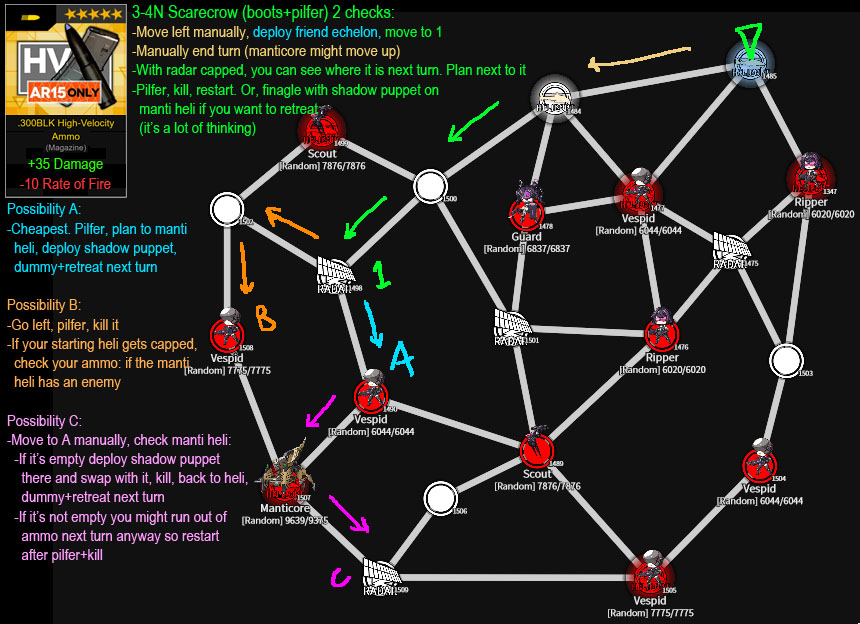 HV
AR15 ONLY
.300BLK High-Velocity
Ammo
(Magazine)
+35 Damage
-10 Rate of Fire
3-4N Scarecrow (boots+pilfer) 2 checks:
-Move left manually, deploy friend echelon, move to 1
-Manually end turn (manticore might move up)
-With radar capped, you can see where it is next turn. Plan next to it
-Pilfer, kill, restart. Or, finagle with shadow puppet on
manti heli if you want to retreat
(it's a lot of thinking)
Possibility A:
-Cheapest. Pilfer, plan to manti
heli, deploy shadow puppet,
dummy+retreat next turn
Possibility B:
-Go left, pilfer, kill it
-If your starting heli gets capped,
check your ammo: if the manti
heli has an enemy
Possibility C:
-Move to A manually, check manti heli:
-If it's empty deploy shadow puppet
there and swap with it, kill, back to heli,
dummy+retreat next turn
-If it's not empty you might run out of
ammo next turn anyway so restart
after pilfer+kill
1485
1484
1499
Scout
[Random] 7876/7876
1500
1347
Ripper
[Random] 6020/6020
Vespid
[Random] 6044/6044
1478
Guard
[Random] 6837/6837
1502
RADAR
1475
RADAR
1498
1
RADAR
1501
1476
Ripper
[Random] 6020/6020
B
1508
Vespid
[Random] 7775/7775
A
1503
1490
Vespid
[Random] 6044/6044
1489
Scout
[Random] 7876/7876
1504
Vespid
[Random] 6044/6044
1507
Manticore
[Random] 9639/9375
1506
C
RADAR
1509
1505
Vespid
[Random] 7775/7775